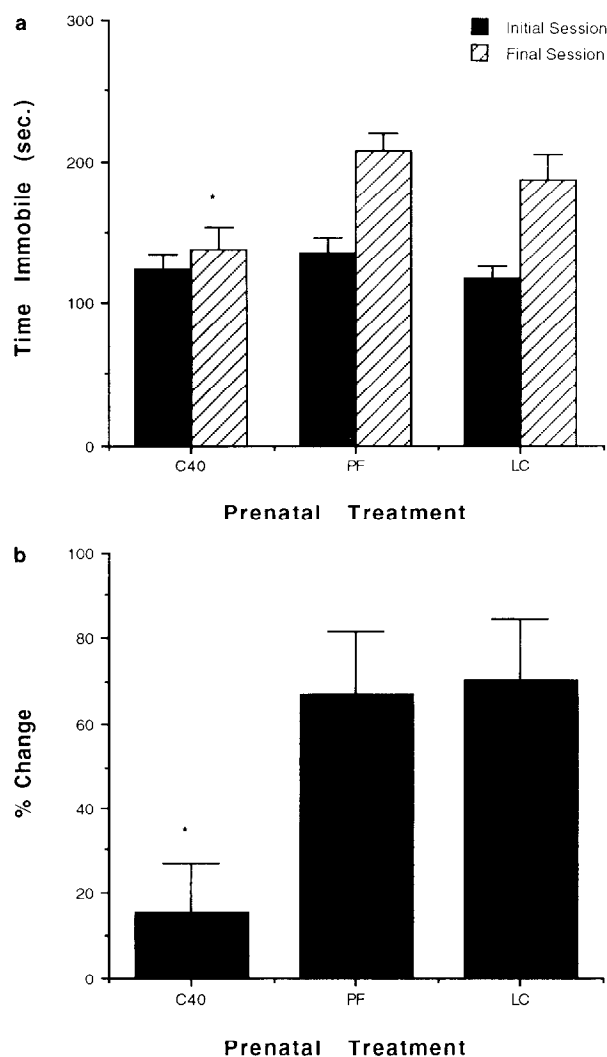 a
Initial Session
Final Session
300
200
100
0
Time Immobile (sec.)
*
C40 PF LC
Prenatal Treatment
b
100
80
60
40
20
0
% Change
*
C40 PF LC
Prenatal Treatment